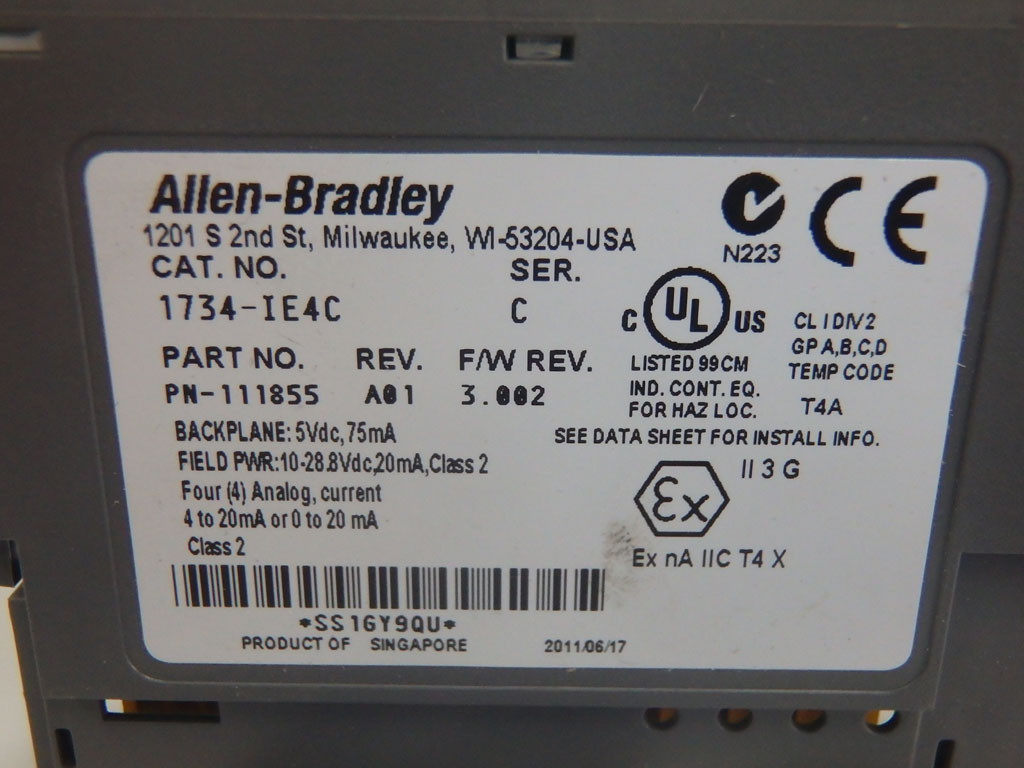 Allen-Bradley
1201 S 2nd St, Milwaukee, WI-53204-USA
N223
CE
CAT. NO. SER.
1734-IE4C C
C UL US
CL I DIV 2
GP A,B,C,D
TEMP CODE
T4A
PART NO. REV. F/W REV.
PN-111855 A01 3.002
LISTED 99CM
IND. CONT. EQ.
FOR HAZ LOC.
BACKPLANE: 5Vdc, 75mA
SEE DATA SHEET FOR INSTALL INFO.
FIELD PWR:10-28.8Vdc,20mA,Class 2
Four (4) Analog, current
4 to 20mA or 0 to 20 mA
Class 2
Ex II 3 G
Ex nA IIC T4 X
*SS1GY9QU*
PRODUCT OF SINGAPORE 2011/06/17